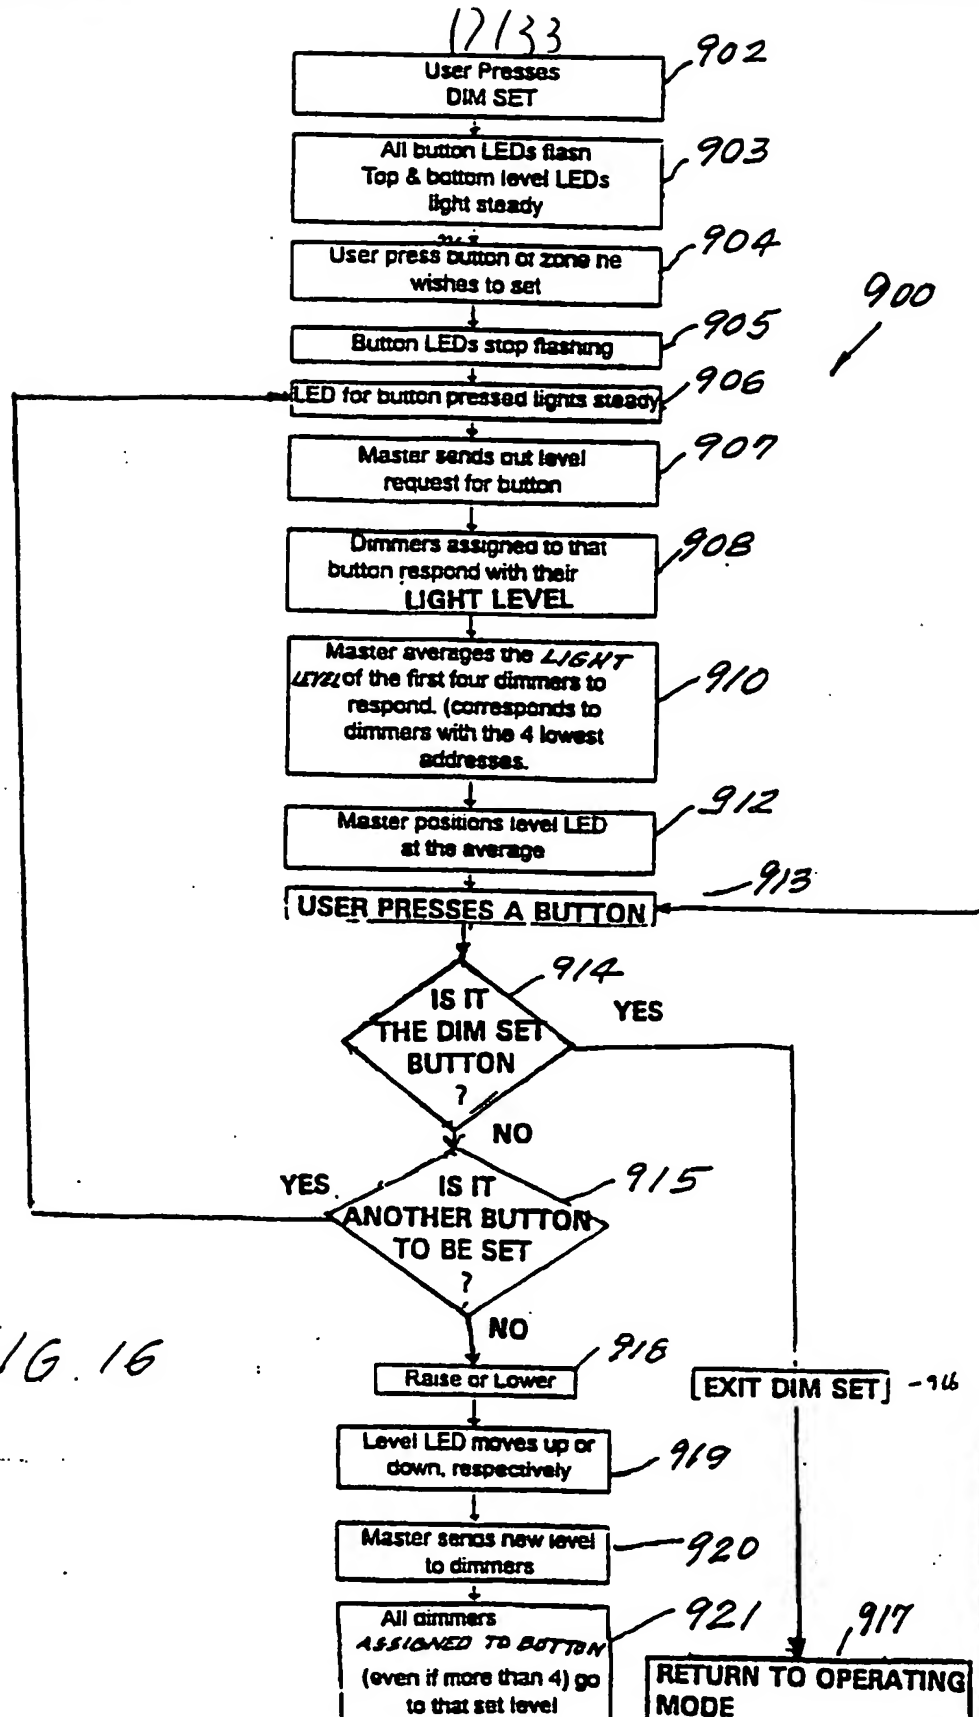 17/33
User Presses
DIM SET
902
All button LEDs flash
Top & bottom level LEDs
light steady
903
User press button of zone he
wishes to set
904
900
Button LEDs stop flashing
905
LED for button pressed lights steady
906
Master sends out level
request for button
907
Dimmers assigned to that
button respond with their
LIGHT LEVEL
908
Master averages the LIGHT
LEVEL of the first four dimmers to
respond. (corresponds to
dimmers with the 4 lowest
addresses.
910
Master positions level LED
at the average
912
USER PRESSES A BUTTON
913
IS IT
THE DIM SET
BUTTON
?
914
YES
NO
IS IT
ANOTHER BUTTON
TO BE SET
?
915
YES
NO
IG. 16
Raise or Lower
918
[EXIT DIM SET]
-916
Level LED moves up or
down, respectively
919
Master sends new level
to dimmers
920
All dimmers
ASSIGNED TO BUTTON
(even if more than 4) go
to that set level
921
RETURN TO OPERATING
MODE
917